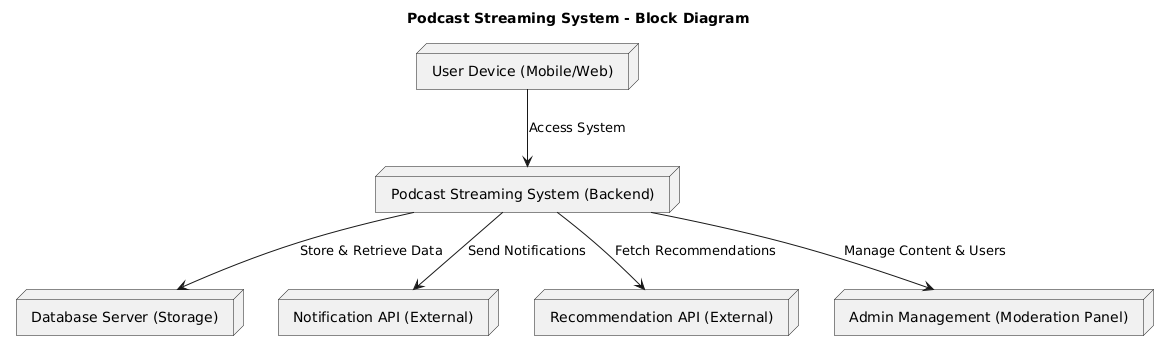 Podcast Streaming System - Block Diagram
User Device (Mobile/Web)
Access System
Podcast Streaming System (Backend)
Store & Retrieve Data
Send Notifications
Fetch Recommendations
Manage Content & Users
Database Server (Storage)
Notification API (External)
Recommendation API (External)
Admin Management (Moderation Panel)